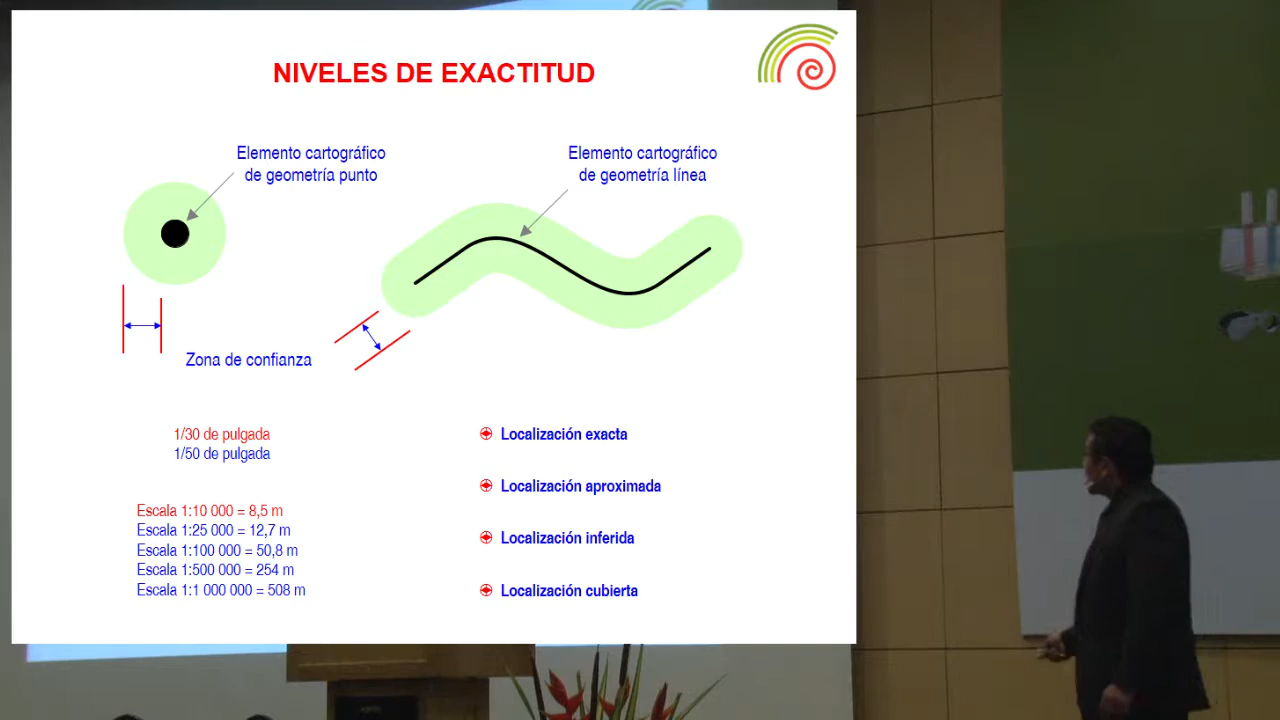 NIVELES DE EXACTITUD
Elemento cartográfico
de geometría punto
Elemento cartográfico
de geometría línea
Zona de confianza
1/30 de pulgada
1/50 de pulgada
Escala 1:10 000 = 8,5 m
Escala 1:25 000 = 12,7 m
Escala 1:100 000 = 50,8 m
Escala 1:500 000 = 254 m
Escala 1:1 000 000 = 508 m
Localización exacta
Localización aproximada
Localización inferida
Localización cubierta